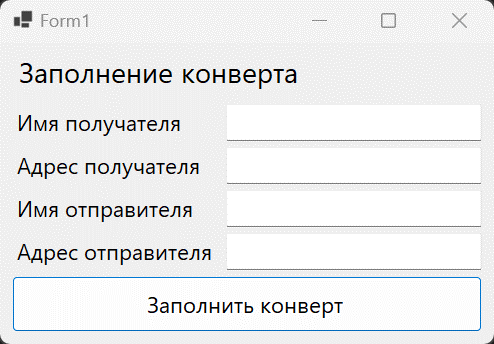 Form1
Заполнение конверта
Имя получателя
Адрес получателя
Имя отправителя
Адрес отправителя
Заполнить конверт